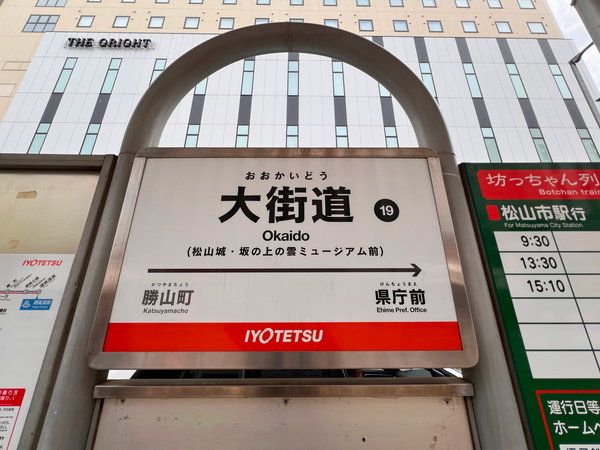 THE ORIGHT
おおかいどう
大街道 19
Okaido
(松山城・坂の上の雲ミュージアム前)
かつやまちょう
勝山町
Katsuyamacho
けんちょうまえ
県庁前
Ehime Pref. Office
IYOTETSU
IYOTETSU
坊っちゃん列
Botchan train
松山市駅行
For Matsuyama City Station
9:30
13:30
15:10
運行日等
ホームペ